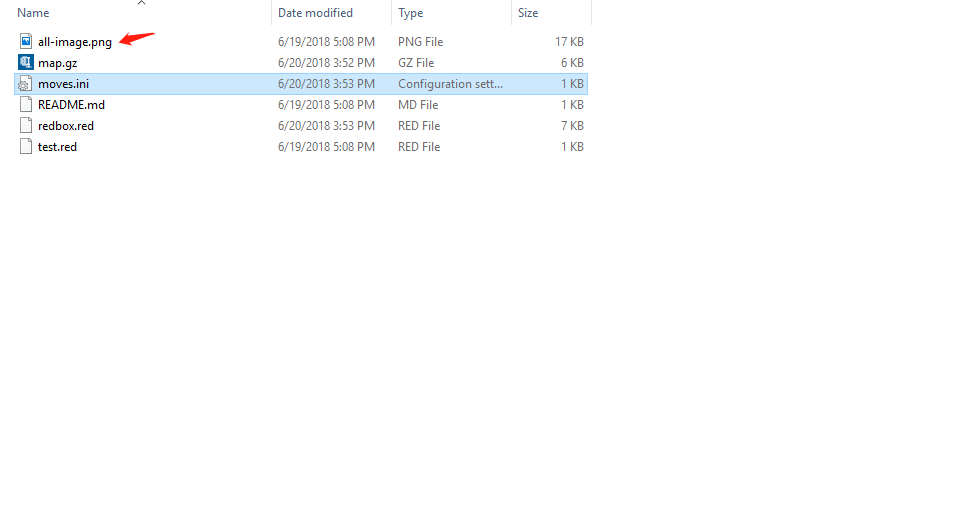 Name Date modified Type Size
all-image.png 6/19/2018 5:08 PM PNG File 17 KB
map.gz 6/20/2018 3:52 PM GZ File 6 KB
moves.ini 6/20/2018 3:53 PM Configuration sett... 1 KB
README.md 6/19/2018 5:08 PM MD File 1 KB
redbox.red 6/20/2018 3:53 PM RED File 7 KB
test.red 6/19/2018 5:08 PM RED File 1 KB